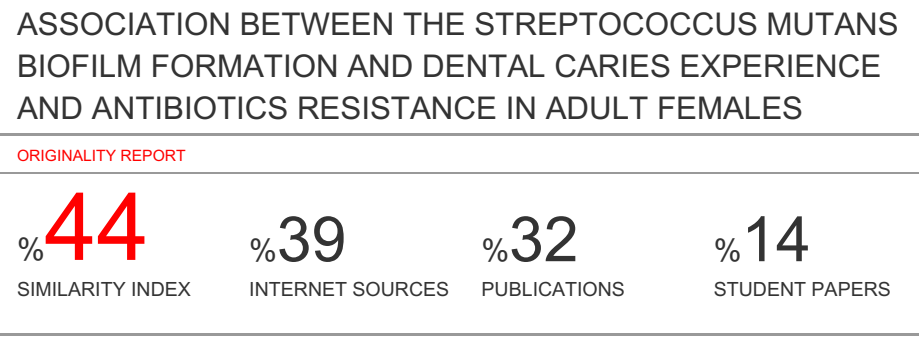 ASSOCIATION BETWEEN THE STREPTOCOCCUS MUTANS
BIOFILM FORMATION AND DENTAL CARIES EXPERIENCE
AND ANTIBIOTICS RESISTANCE IN ADULT FEMALES
ORIGINALITY REPORT
%44 %39 %32 %14
SIMILARITY INDEX INTERNET SOURCES PUBLICATIONS STUDENT PAPERS